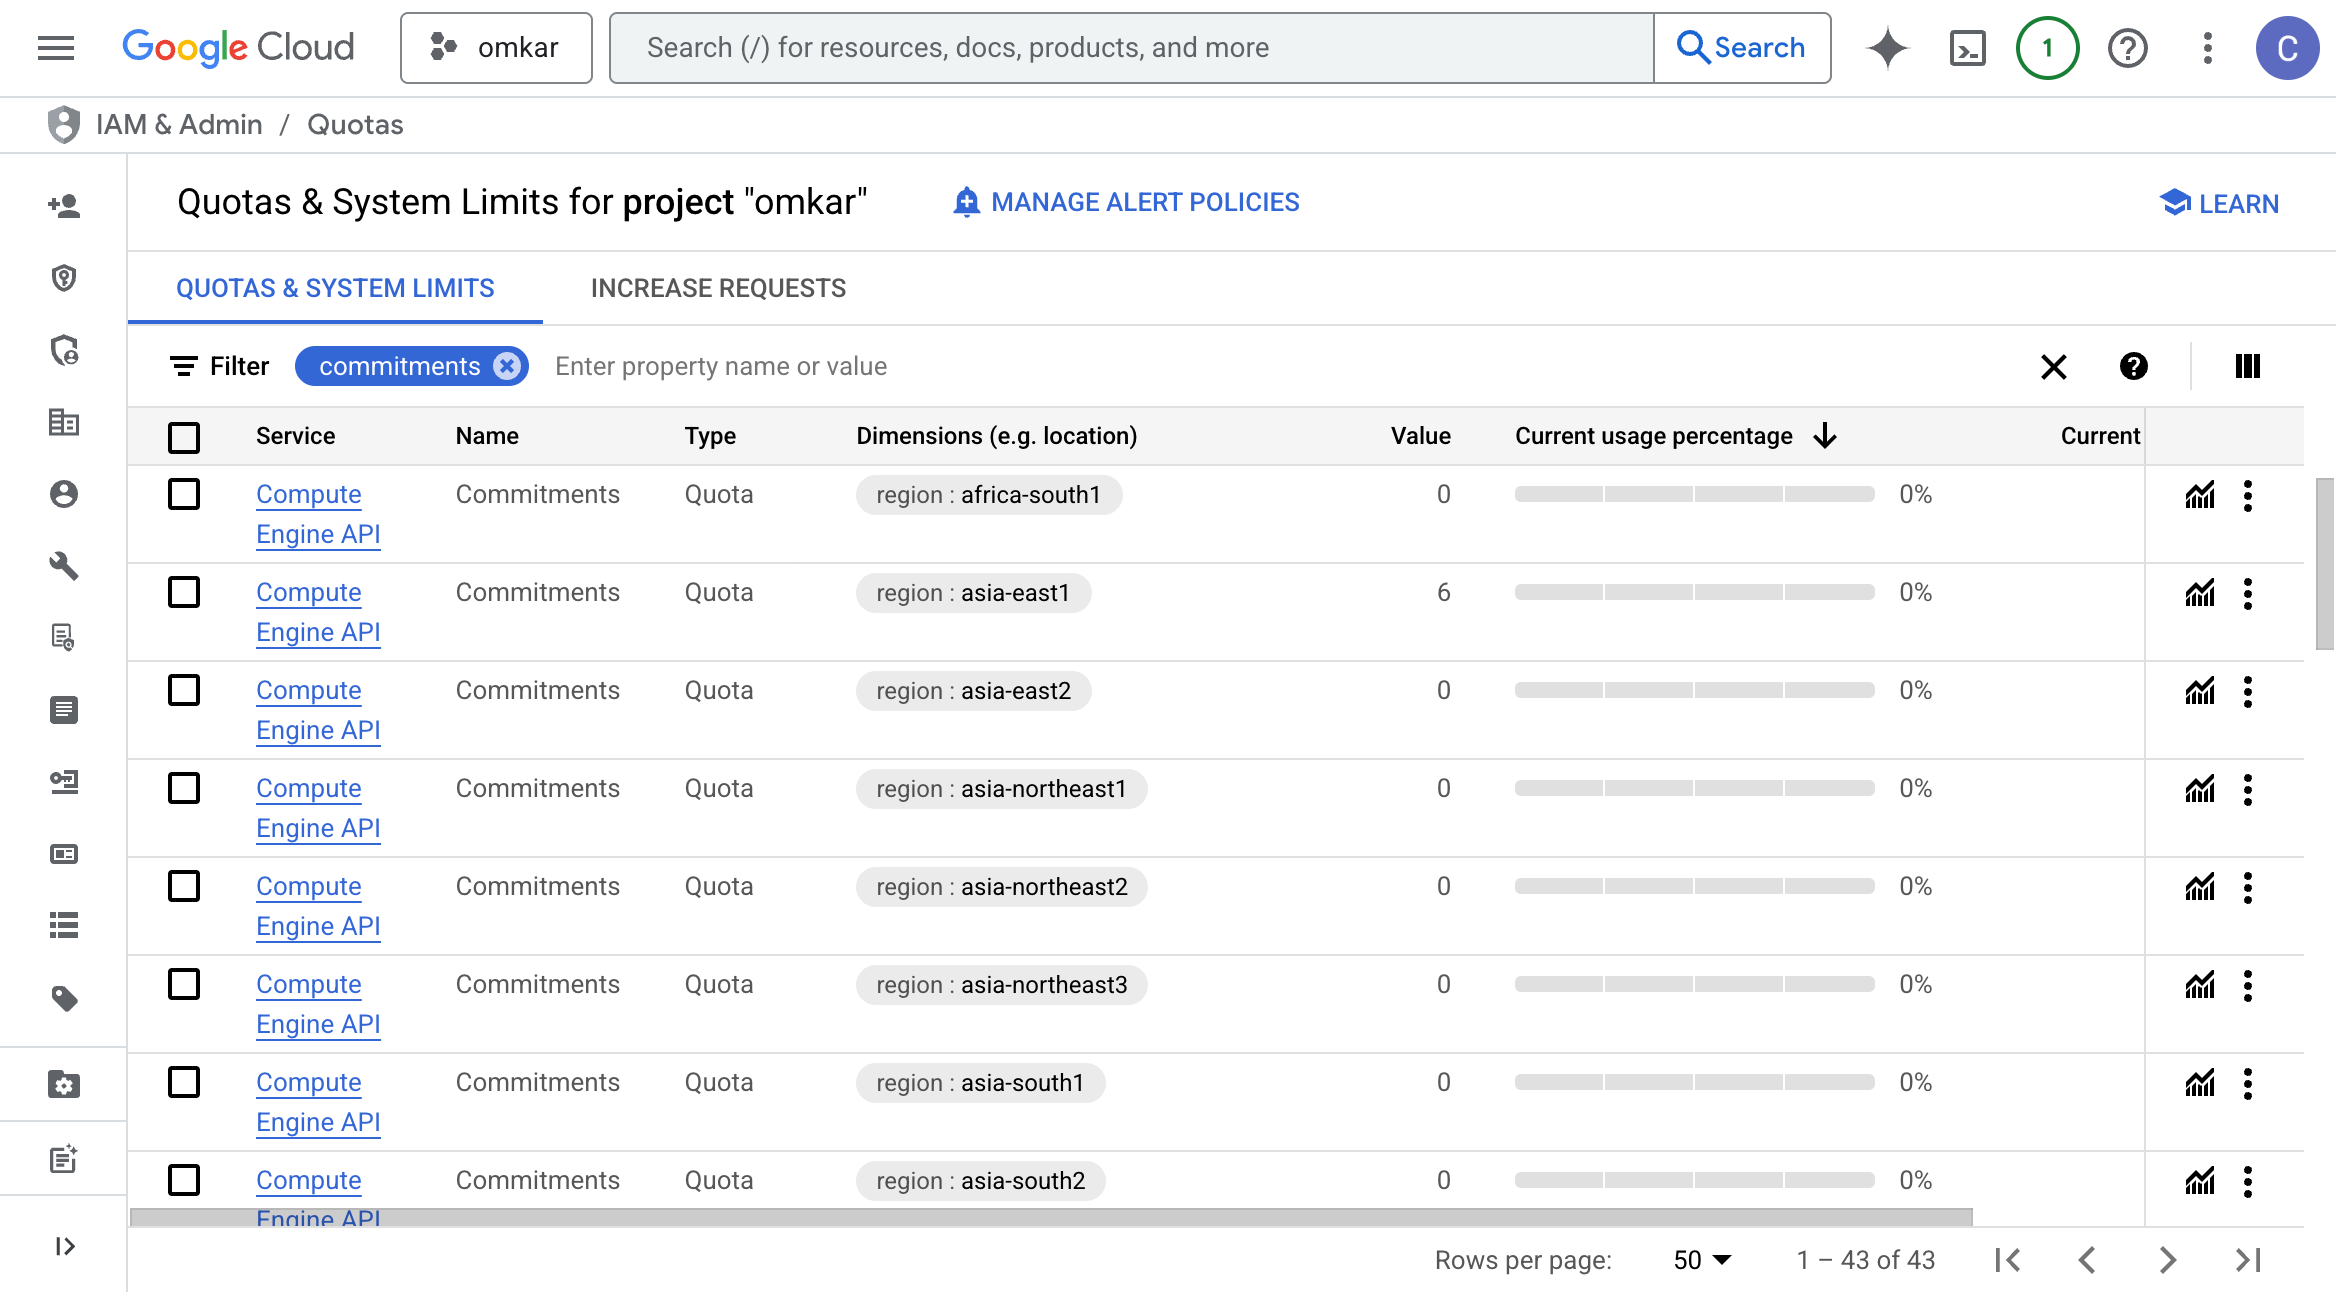 Google Cloud
omkar
Search (/) for resources, docs, products, and more
Search
1
C
IAM & Admin / Quotas
Quotas & System Limits for project "omkar"
MANAGE ALERT POLICIES
LEARN
QUOTAS & SYSTEM LIMITS
INCREASE REQUESTS
Filter
commitments
Enter property name or value
Service Name Type Dimensions (e.g. location) Value Current usage percentage Current
Compute Commitments Quota region : africa-south1 0 0%
Engine API
Compute Commitments Quota region : asia-east1 6 0%
Engine API
Compute Commitments Quota region : asia-east2 0 0%
Engine API
Compute Commitments Quota region : asia-northeast1 0 0%
Engine API
Compute Commitments Quota region : asia-northeast2 0 0%
Engine API
Compute Commitments Quota region : asia-northeast3 0 0%
Engine API
Compute Commitments Quota region : asia-south1 0 0%
Engine API
Compute Commitments Quota region : asia-south2 0 0%
Engine API
Rows per page: 50 1 – 43 of 43